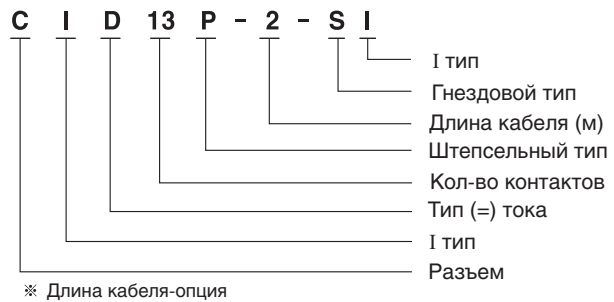 C I D 13 P - 2 - S I
I тип
Гнездовой тип
Длина кабеля (м)
Штепсельный тип
Кол-во контактов
Тип (=) тока
I тип
Разъем
※ Длина кабеля-опция